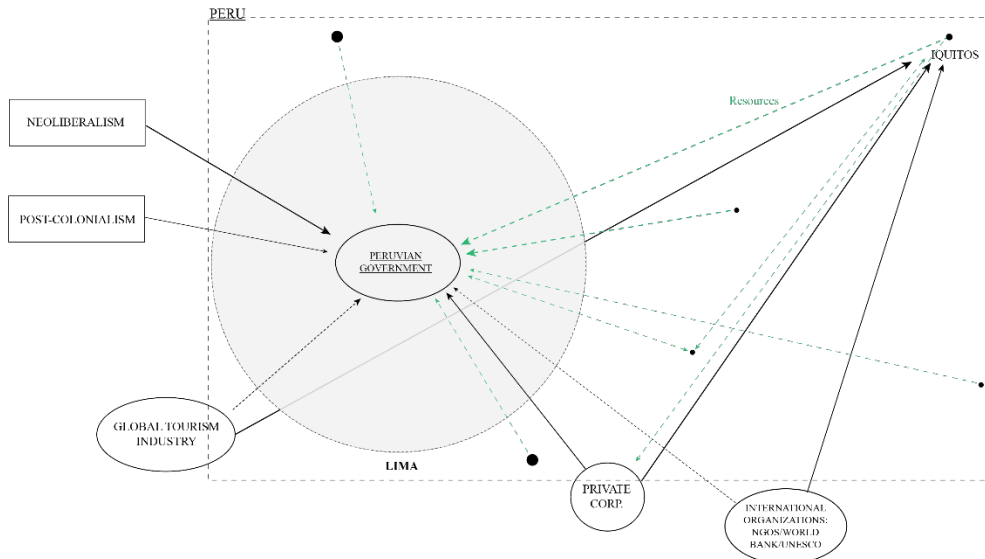 PERU
IQUITOS
Resources
NEOLIBERALISM
POST-COLONIALISM
PERUVIAN
GOVERNMENT
GLOBAL TOURISM
INDUSTRY
LIMA
PRIVATE
CORP.
INTERNATIONAL
ORGANIZATIONS:
NGOS/WORLD
BANK/UNESCO